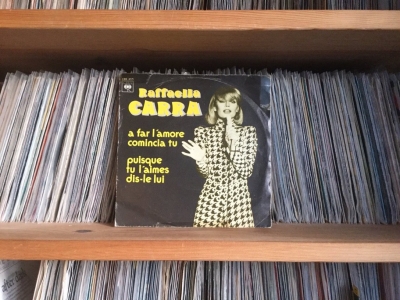 Raffaella
CARRA
a far l'amore
comincia tu
puisque
tu l'aimes
dis-le lui